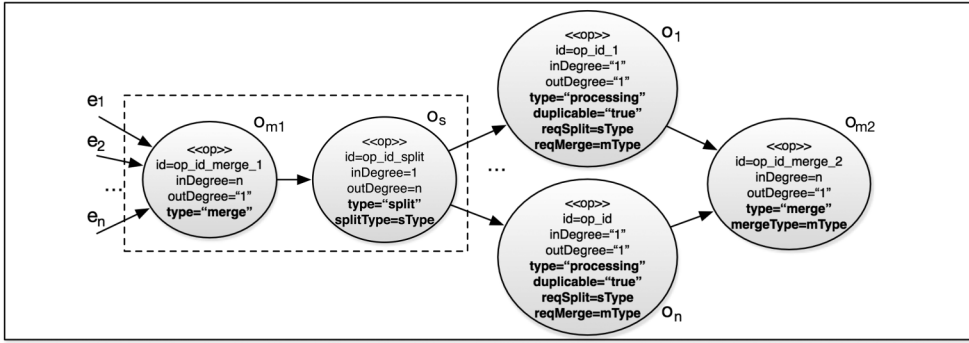 e1
e2
...
en
om1
<<op>>
id=op_id_merge_1
inDegree=n
outDegree="1"
type="merge"
os
<<op>>
id=op_id_split
inDegree=1
outDegree=n
type="split"
splitType=sType
...
o1
<<op>>
id=op_id_1
inDegree="1"
outDegree="1"
type="processing"
duplicable="true"
reqSplit=sType
reqMerge=mType
<<op>>
id=op_id
inDegree="1"
outDegree="1"
type="processing"
duplicable="true"
reqSplit=sType
reqMerge=mType
on
om2
<<op>>
id=op_id_merge_2
inDegree=n
outDegree="1"
type="merge"
mergeType=mType